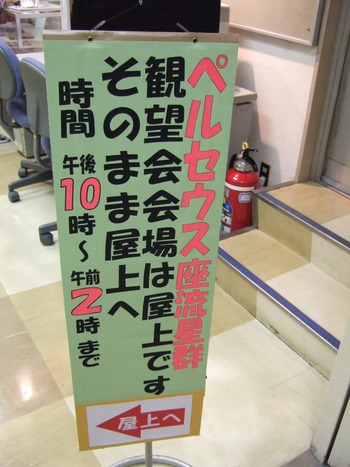 ペルセウス座流星群
観望会会場は屋上です
そのまま屋上へ
時間 午後10時～午前2時まで
屋上へ